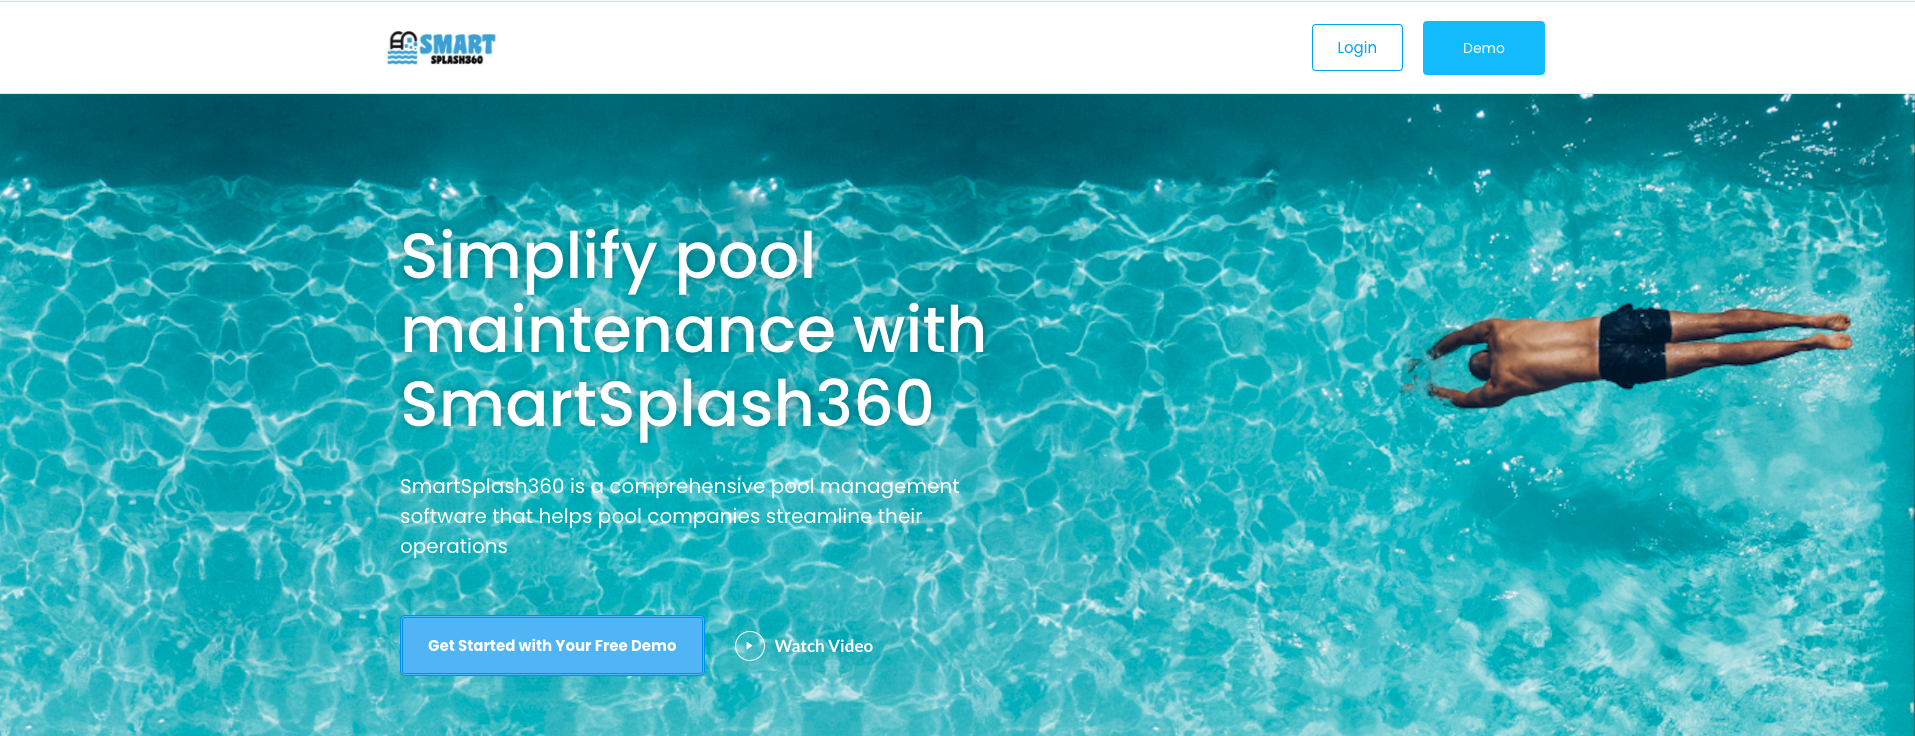 SMART
SPLASH360
Login
Demo
Simplify pool
maintenance with
SmartSplash360
SmartSplash360 is a comprehensive pool management
software that helps pool companies streamline their
operations
Get Started with Your Free Demo
Watch Video